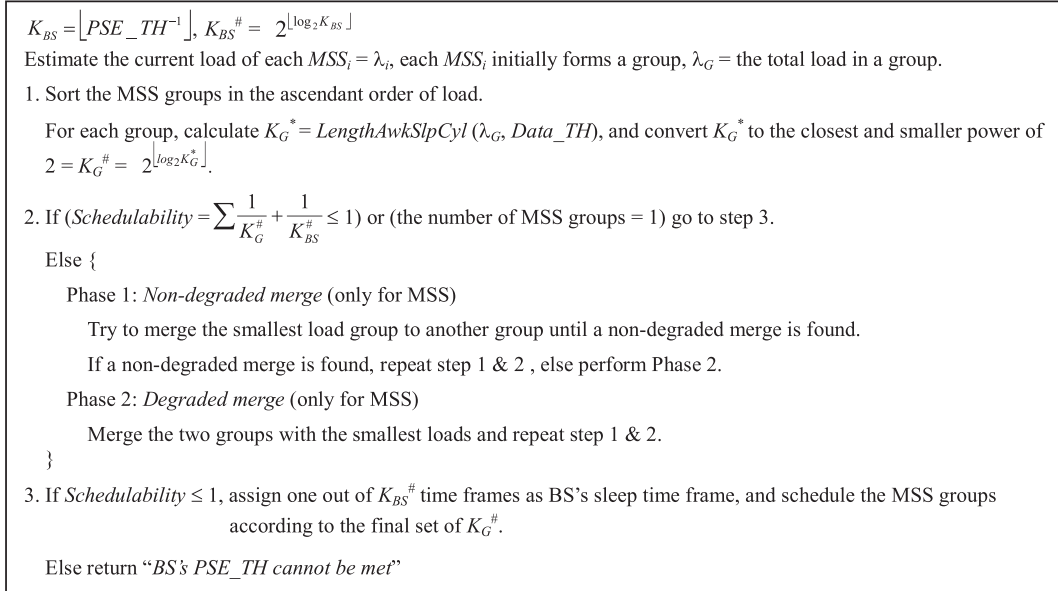 K_BS = ⌊PSE_TH⁻¹⌋, K_BS^# = 2^⌊log₂K_BS⌋
Estimate the current load of each MSS_i = λ_i, each MSS_i initially forms a group, λ_G = the total load in a group.
1. Sort the MSS groups in the ascendant order of load.
For each group, calculate K_G^* = LengthAwkSlpCyl (λ_G, Data_TH), and convert K_G^* to the closest and smaller power of
2 = K_G^# = 2^⌊log₂K_G^*⌋.
2. If (Schedulability = ∑ 1/K_G^# + 1/K_BS^# ≤ 1) or (the number of MSS groups = 1) go to step 3.
Else {
Phase 1: Non-degraded merge (only for MSS)
Try to merge the smallest load group to another group until a non-degraded merge is found.
If a non-degraded merge is found, repeat step 1 & 2 , else perform Phase 2.
Phase 2: Degraded merge (only for MSS)
Merge the two groups with the smallest loads and repeat step 1 & 2.
}
3. If Schedulability ≤ 1, assign one out of K_BS^# time frames as BS's sleep time frame, and schedule the MSS groups
according to the final set of K_G^#.
Else return “BS's PSE_TH cannot be met”